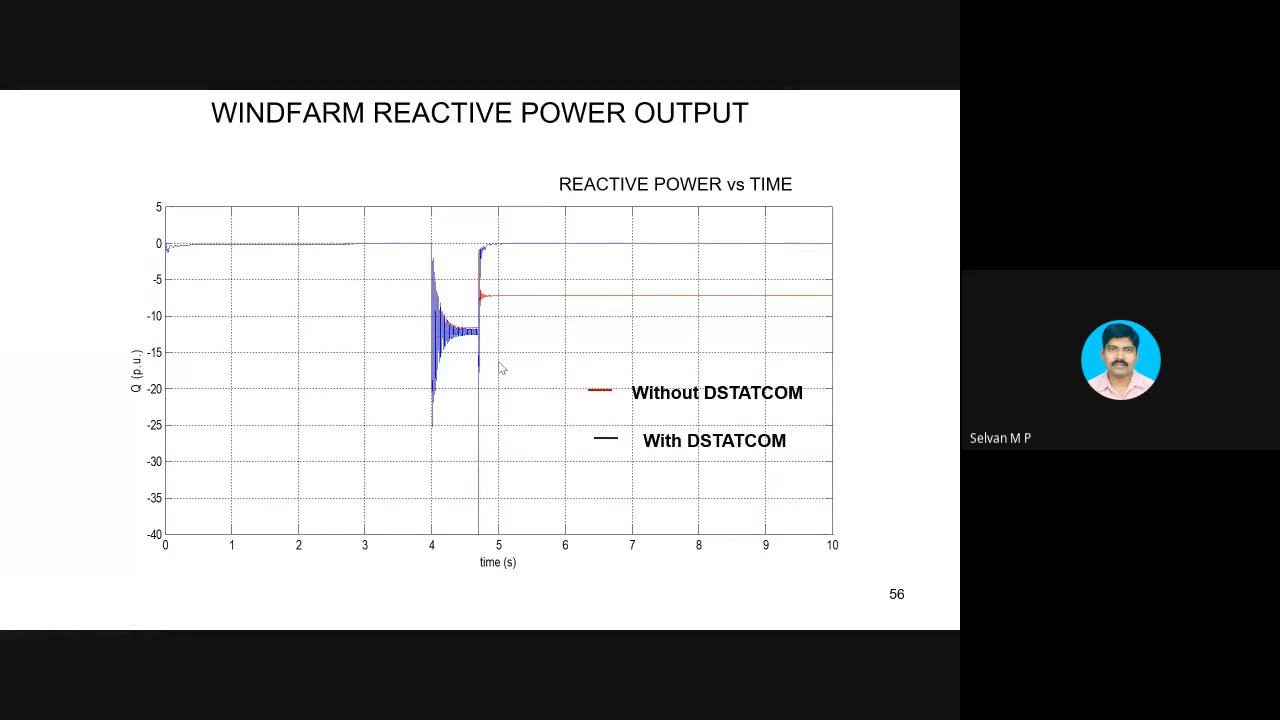 WINDFARM REACTIVE POWER OUTPUT
REACTIVE POWER vs TIME
5
0
-5
-10
-15
-20
-25
-30
-35
-40
Q (p.u.)
Without DSTATCOM
With DSTATCOM
0 1 2 3 4 5 6 7 8 9 10
time (s)
56
Selvan M P